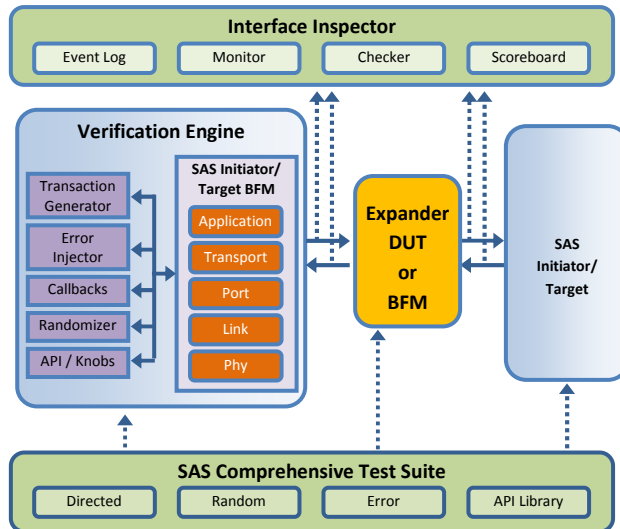 Interface Inspector
Event Log
Monitor
Checker
Scoreboard
Verification Engine
Transaction
Generator
Error
Injector
Callbacks
Randomizer
API / Knobs
SAS Initiator/
Target BFM
Application
Transport
Port
Link
Phy
Expander
DUT
or
BFM
SAS
Initiator/
Target
SAS Comprehensive Test Suite
Directed
Random
Error
API Library